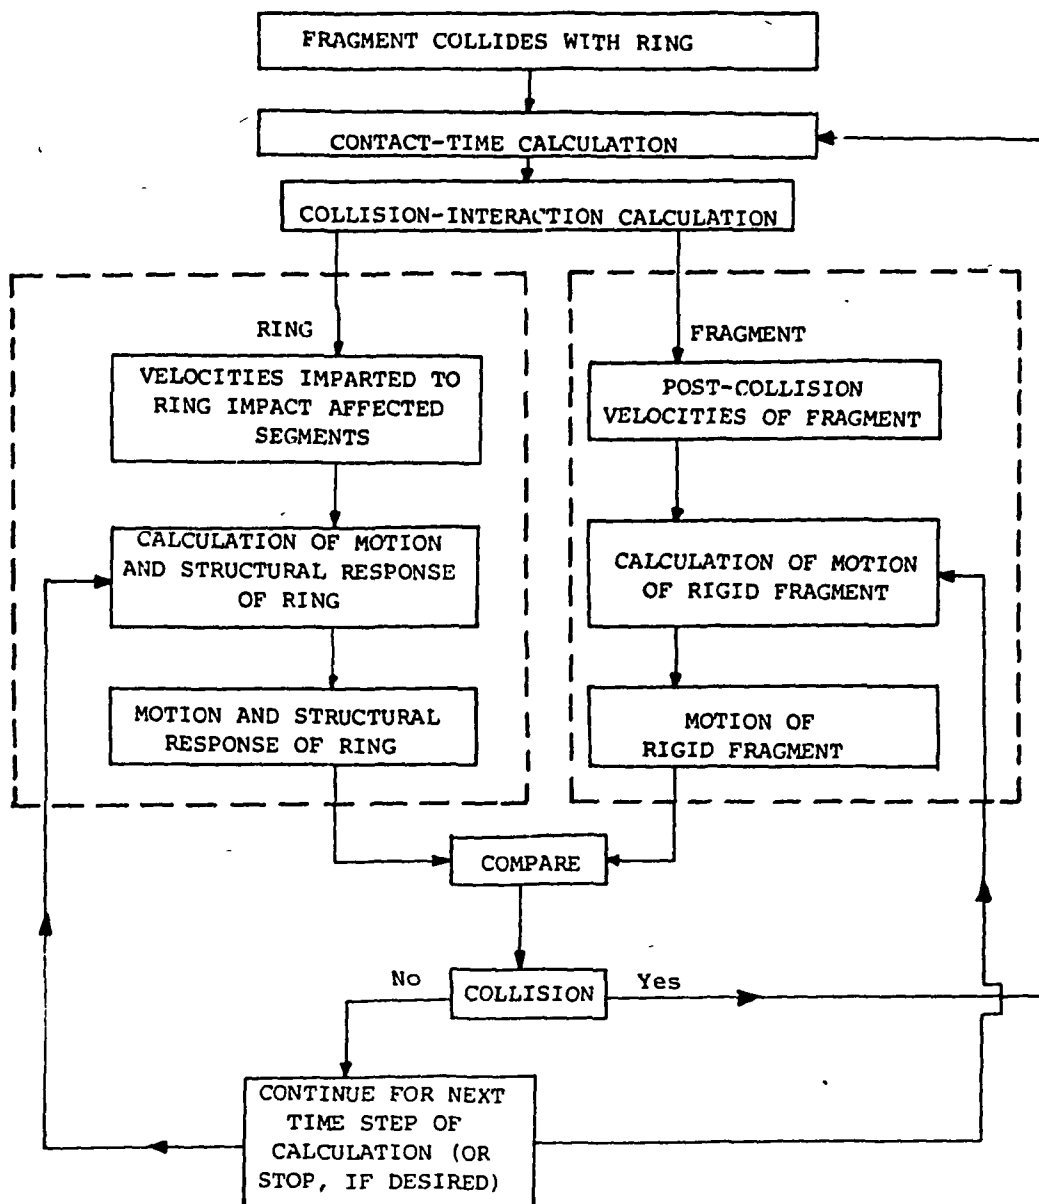 FRAGMENT COLLIDES WITH RING
CONTACT-TIME CALCULATION
COLLISION-INTERACTION CALCULATION
RING
VELOCITIES IMPARTED TO
RING IMPACT AFFECTED
SEGMENTS
CALCULATION OF MOTION
AND STRUCTURAL RESPONSE
OF RING
MOTION AND STRUCTURAL
RESPONSE OF RING
FRAGMENT
POST-COLLISION
VELOCITIES OF FRAGMENT
CALCULATION OF MOTION
OF RIGID FRAGMENT
MOTION OF
RIGID FRAGMENT
COMPARE
COLLISION
No
Yes
CONTINUE FOR NEXT
TIME STEP OF
CALCULATION (OR
STOP, IF DESIRED)